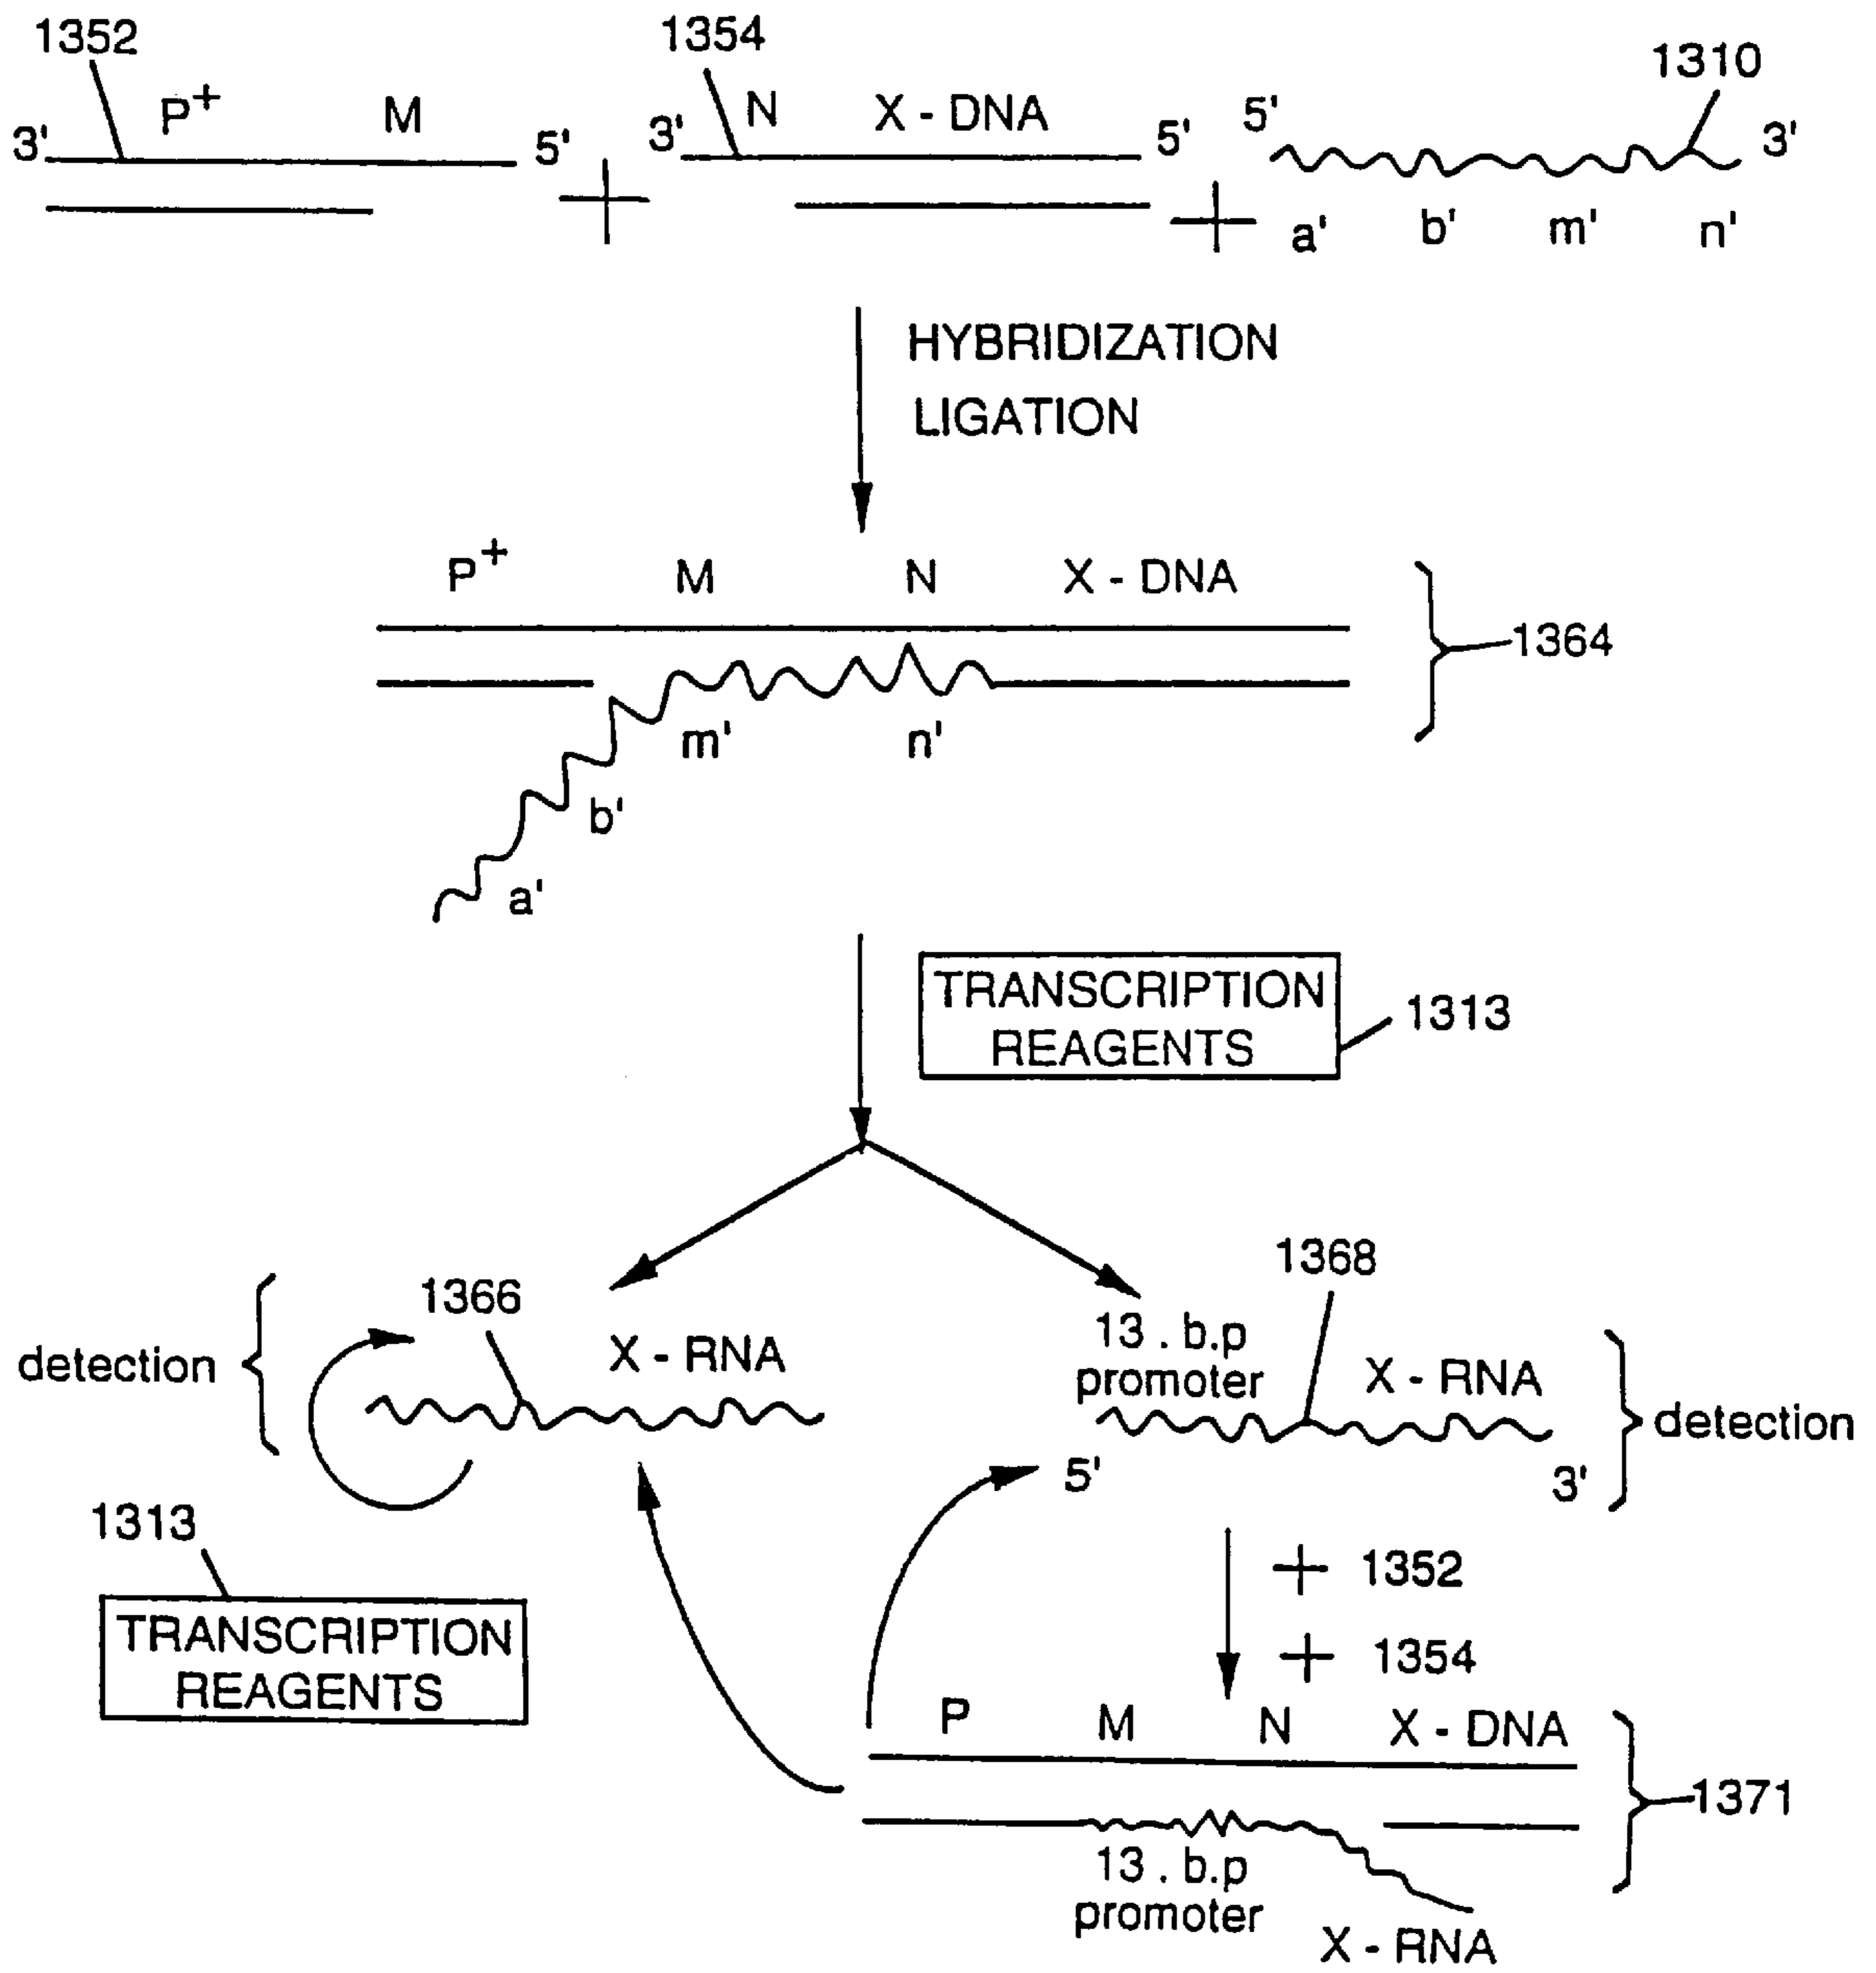 1352
1354
1310
P+ M
N X - DNA
3' 5' 3' 5' 5' 3'
+ +
a' b' m' n'
HYBRIDIZATION
LIGATION
P+ M N X - DNA
1364
m' n'
b'
a'
TRANSCRIPTION
REAGENTS
1313
1366
X - RNA
detection
1368
13 . b.p
promoter
X - RNA
detection
5' 3'
1313
TRANSCRIPTION
REAGENTS
+ 1352
+ 1354
P M N X - DNA
1371
13 . b.p
promoter
X - RNA